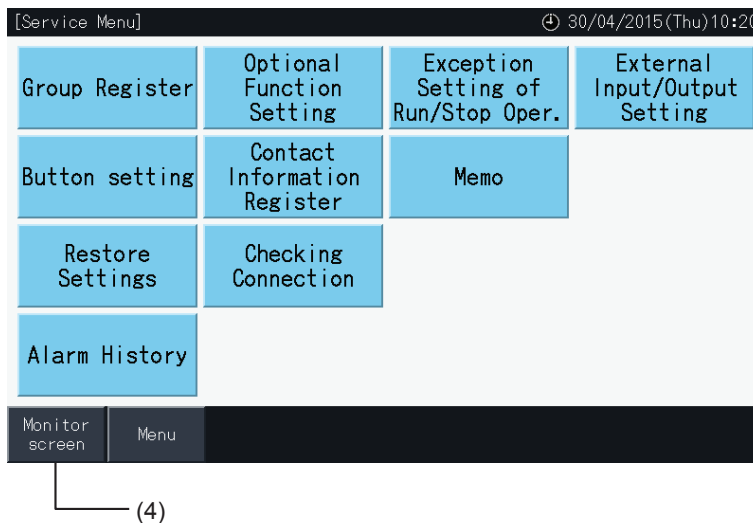 [Service Menu] 30/04/2015(Thu)10:20
Group Register
Optional
Function
Setting
Exception
Setting of
Run/Stop Oper.
External
Input/Output
Setting
Button setting
Contact
Information
Register
Memo
Restore
Settings
Checking
Connection
Alarm History
Monitor
screen
Menu
(4)